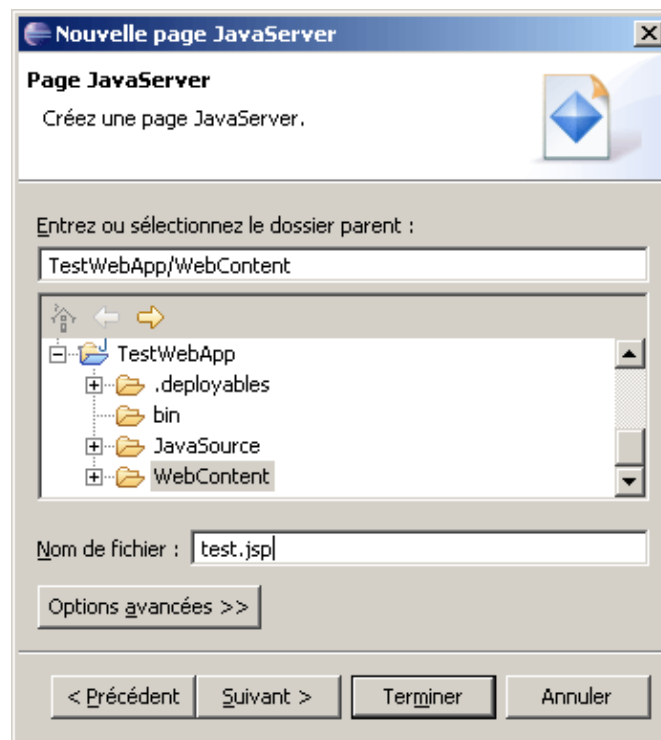 Nouvelle page JavaServer
Page JavaServer
Créez une page JavaServer.
Entrez ou sélectionnez le dossier parent :
TestWebApp/WebContent
TestWebApp
.deployables
bin
JavaSource
WebContent
Nom de fichier : test.jsp
Options avancées >>
< Précédent Suivant > Terminer Annuler